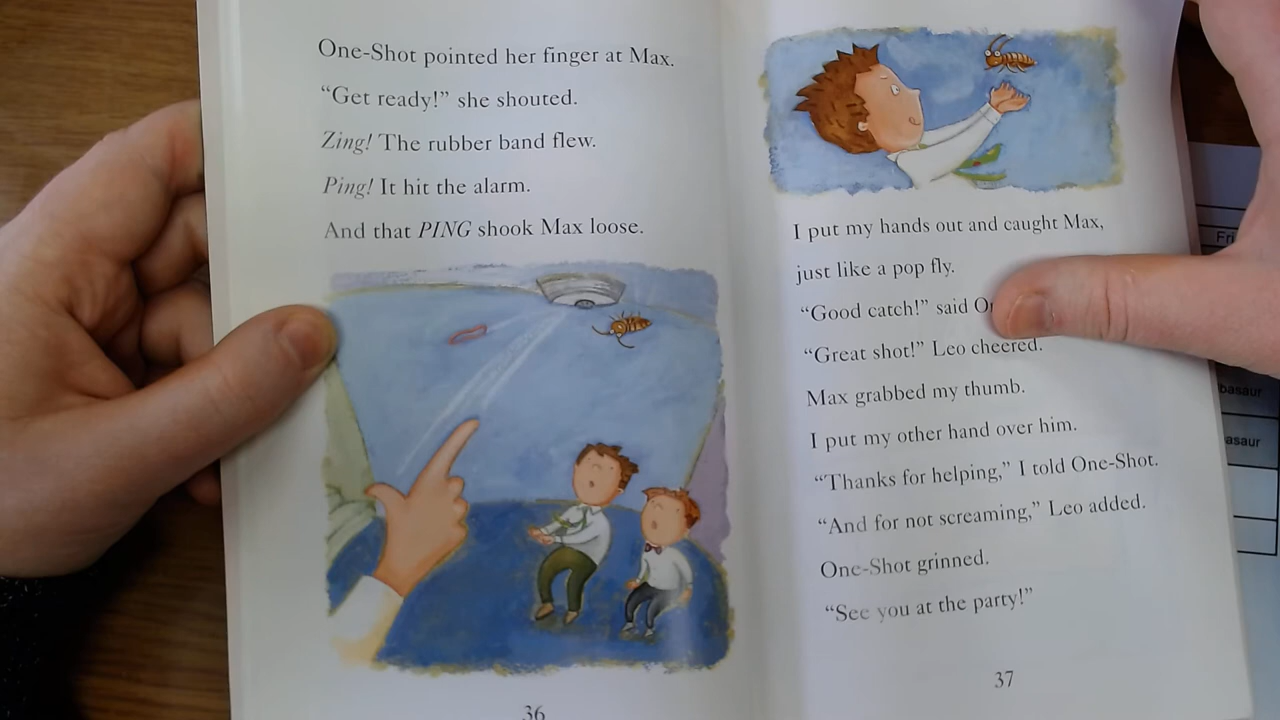 One-Shot pointed her finger at Max.
“Get ready!” she shouted.
Zing! The rubber band flew.
Ping! It hit the alarm.
And that PING shook Max loose.
36
I put my hands out and caught Max,
just like a pop fly.
“Good catch!” said
“Great shot!” Leo cheered.
Max grabbed my thumb.
I put my other hand over him.
“Thanks for helping,” I told One-Shot.
“And for not screaming,” Leo added.
One-Shot grinned.
“See you at the party!”
37